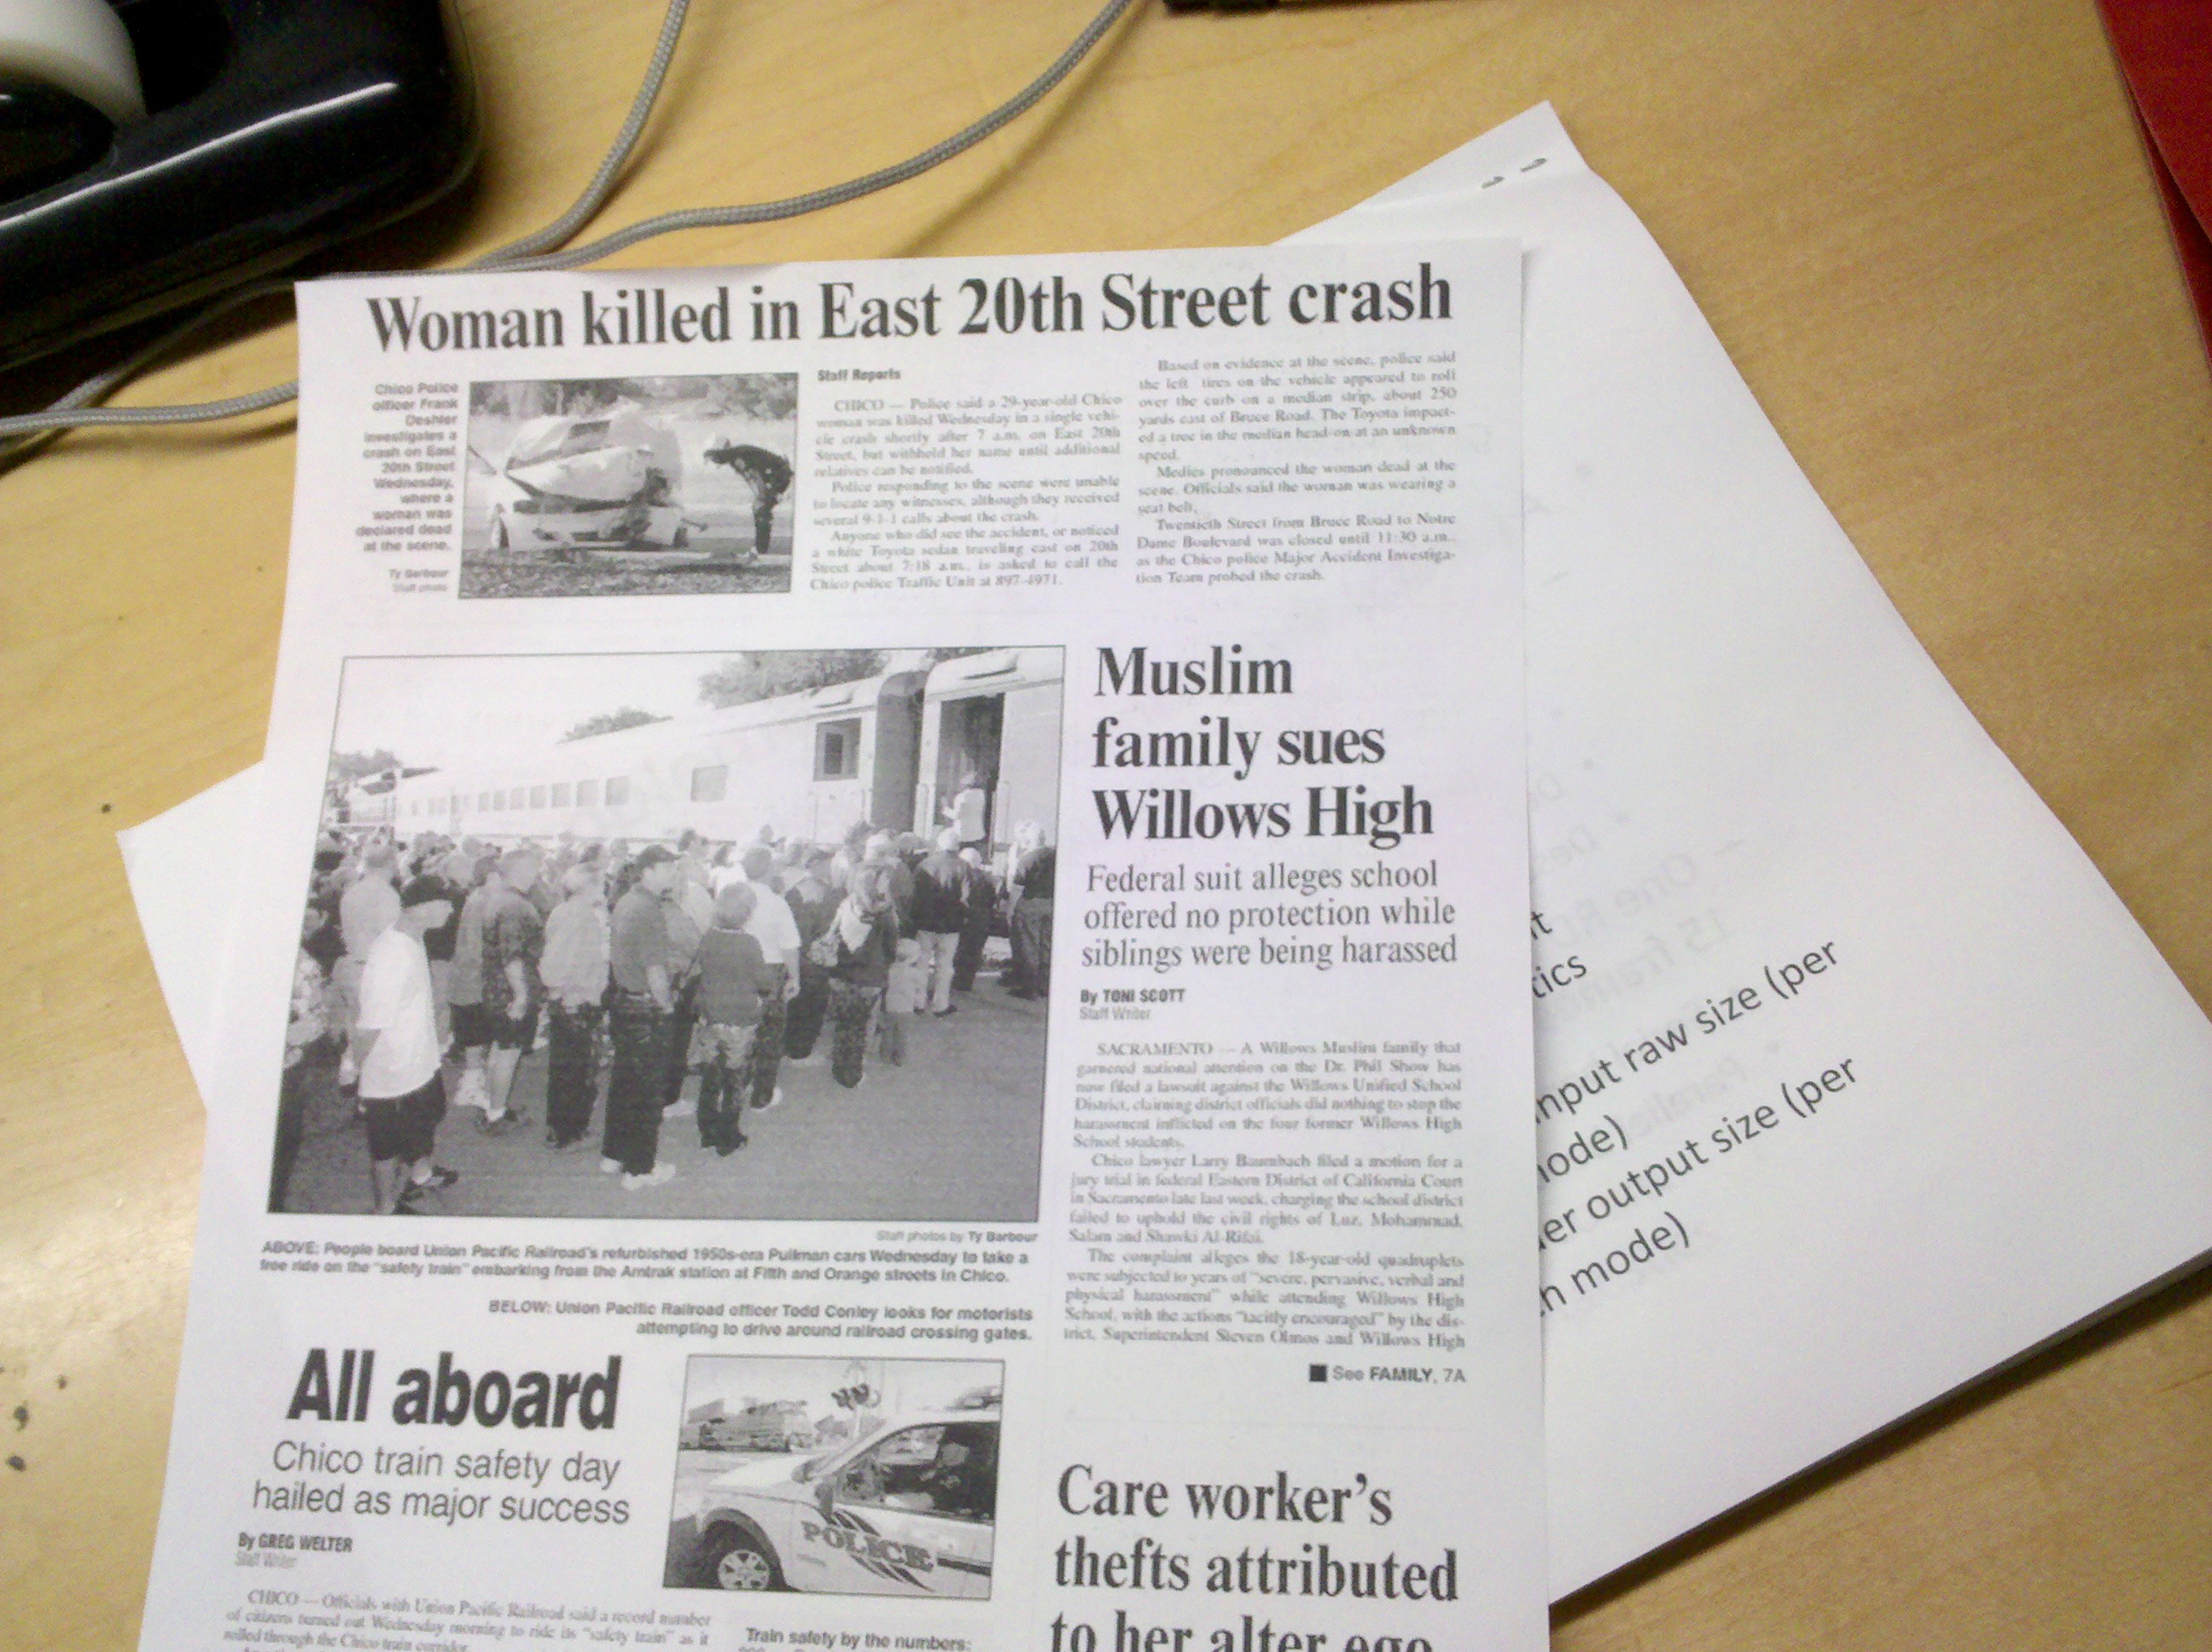 Woman killed in East 20th Street crash
Chico Police
officer Frank
Deshler
investigates a
crash on East
20th Street
Wednesday,
where a
woman was
declared dead
at the scene.
Ty Barbour
Staff photo
Staff Reports
CHICO — Police said a 29-year-old Chico
woman was killed Wednesday in a single vehi-
cle crash shortly after 7 a.m. on East 20th
Street, but withheld her name until additional
relatives can be notified.
Police responding to the scene were unable
to locate any witnesses, although they received
several 9-1-1 calls about the crash.
Anyone who did see the accident, or noticed
a white Toyota sedan traveling east on 20th
Street about 7:18 a.m., is asked to call the
Chico police Traffic Unit at 897-4971.
Based on evidence at the scene, police said
the left tires on the vehicle appeared to roll
over the curb on a median strip, about 250
yards east of Bruce Road. The Toyota impact-
ed a tree in the median head-on at an unknown
speed.
Medics pronounced the woman dead at the
scene. Officials said the woman was wearing a
seat belt.
Twentieth Street from Bruce Road to Notre
Dame Boulevard was closed until 11:30 a.m.,
as the Chico police Major Accident Investiga-
tion Team probed the crash.
Staff photos by Ty Barbour
ABOVE: People board Union Pacific Railroad's refurbished 1950s-era Pullman cars Wednesday to take a
free ride on the "safety train" embarking from the Amtrak station at Fifth and Orange streets in Chico.
BELOW: Union Pacific Railroad officer Todd Conley looks for motorists
attempting to drive around railroad crossing gates.
Muslim
family sues
Willows High
Federal suit alleges school
offered no protection while
siblings were being harassed
By TONI SCOTT
Staff Writer
SACRAMENTO — A Willows Muslim family that
garnered national attention on the Dr. Phil Show has
now filed a lawsuit against the Willows Unified School
District, claiming district officials did nothing to stop the
harassment inflicted on the four former Willows High
School students.
Chico lawyer Larry Baumbach filed a motion for a
jury trial in federal Eastern District of California Court
in Sacramento late last week, charging the school district
failed to uphold the civil rights of Luz, Mohammad,
Salam and Shawki Al-Rifai.
The complaint alleges the 18-year-old quadruplets
were subjected to years of "severe, pervasive, verbal and
physical harassment" while attending Willows High
School, with the actions "tacitly encouraged" by the dis-
trict, Superintendent Steven Olmos and Willows High
See FAMILY, 7A
All aboard
Chico train safety day
hailed as major success
By GREG WELTER
Staff Writer
CHICO — Officials with Union Pacific Railroad said a record number
of citizens turned out Wednesday morning to ride its "safety train" as it
rolled through the Chico train corridor.
POLICE
Train safety by the numbers:
Care worker's
thefts attributed
to her alter ego
tics
nput raw size (per
ode)
er output size (per
h mode)